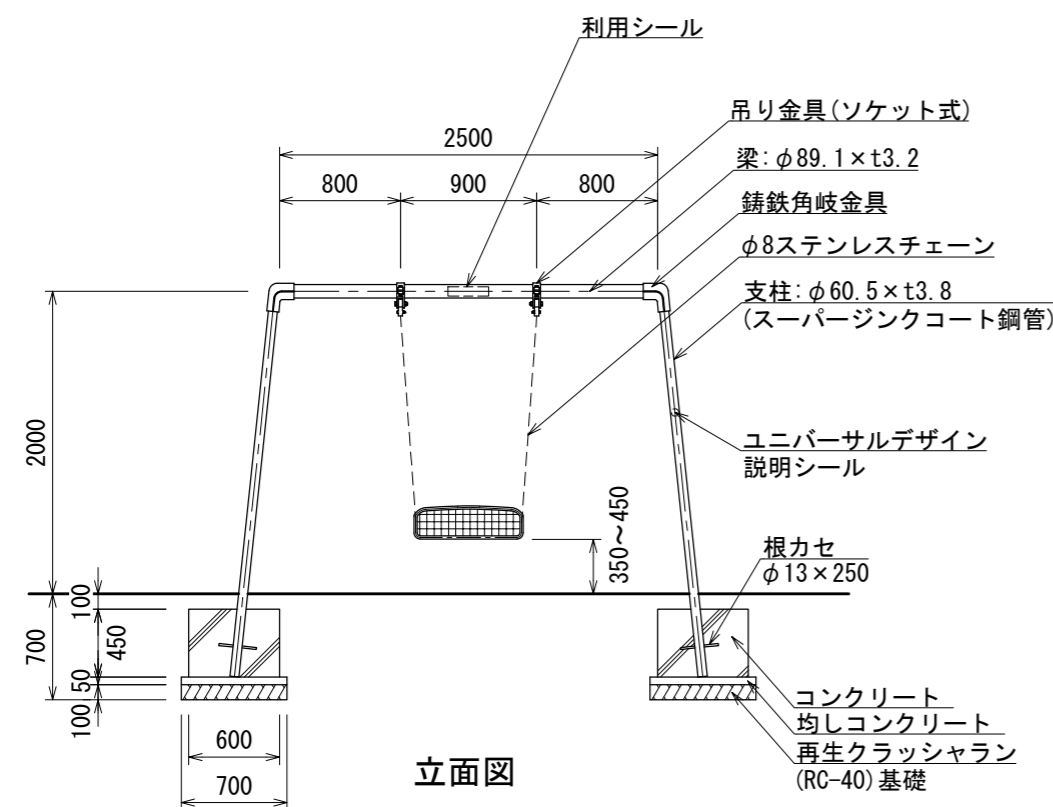 利用シール
吊り金具(ソケット式)
2500
梁:φ89.1×t3.2
800
900
800
鋳鉄角岐金具
φ8ステンレスチェーン
支柱:φ60.5×t3.8
(スーパージンクコート鋼管)
2000
ユニバーサルデザイン
説明シール
350~450
根カセ
φ13×250
100
700
450
50
100
コンクリート
均しコンクリート
再生クラッシャラン
(RC-40)基礎
600
700
立面図